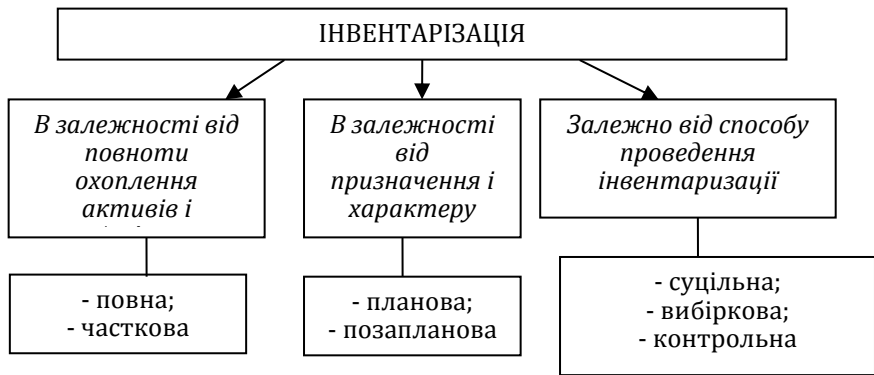 ІНВЕНТАРІЗАЦІЯ
В залежності від
повноти
охоплення
активів і
В залежності
від
призначення і
характеру
Залежно від способу
проведення
інвентаризації
- повна;
- часткова
- планова;
- позапланова
- суцільна;
- вибіркова;
- контрольна